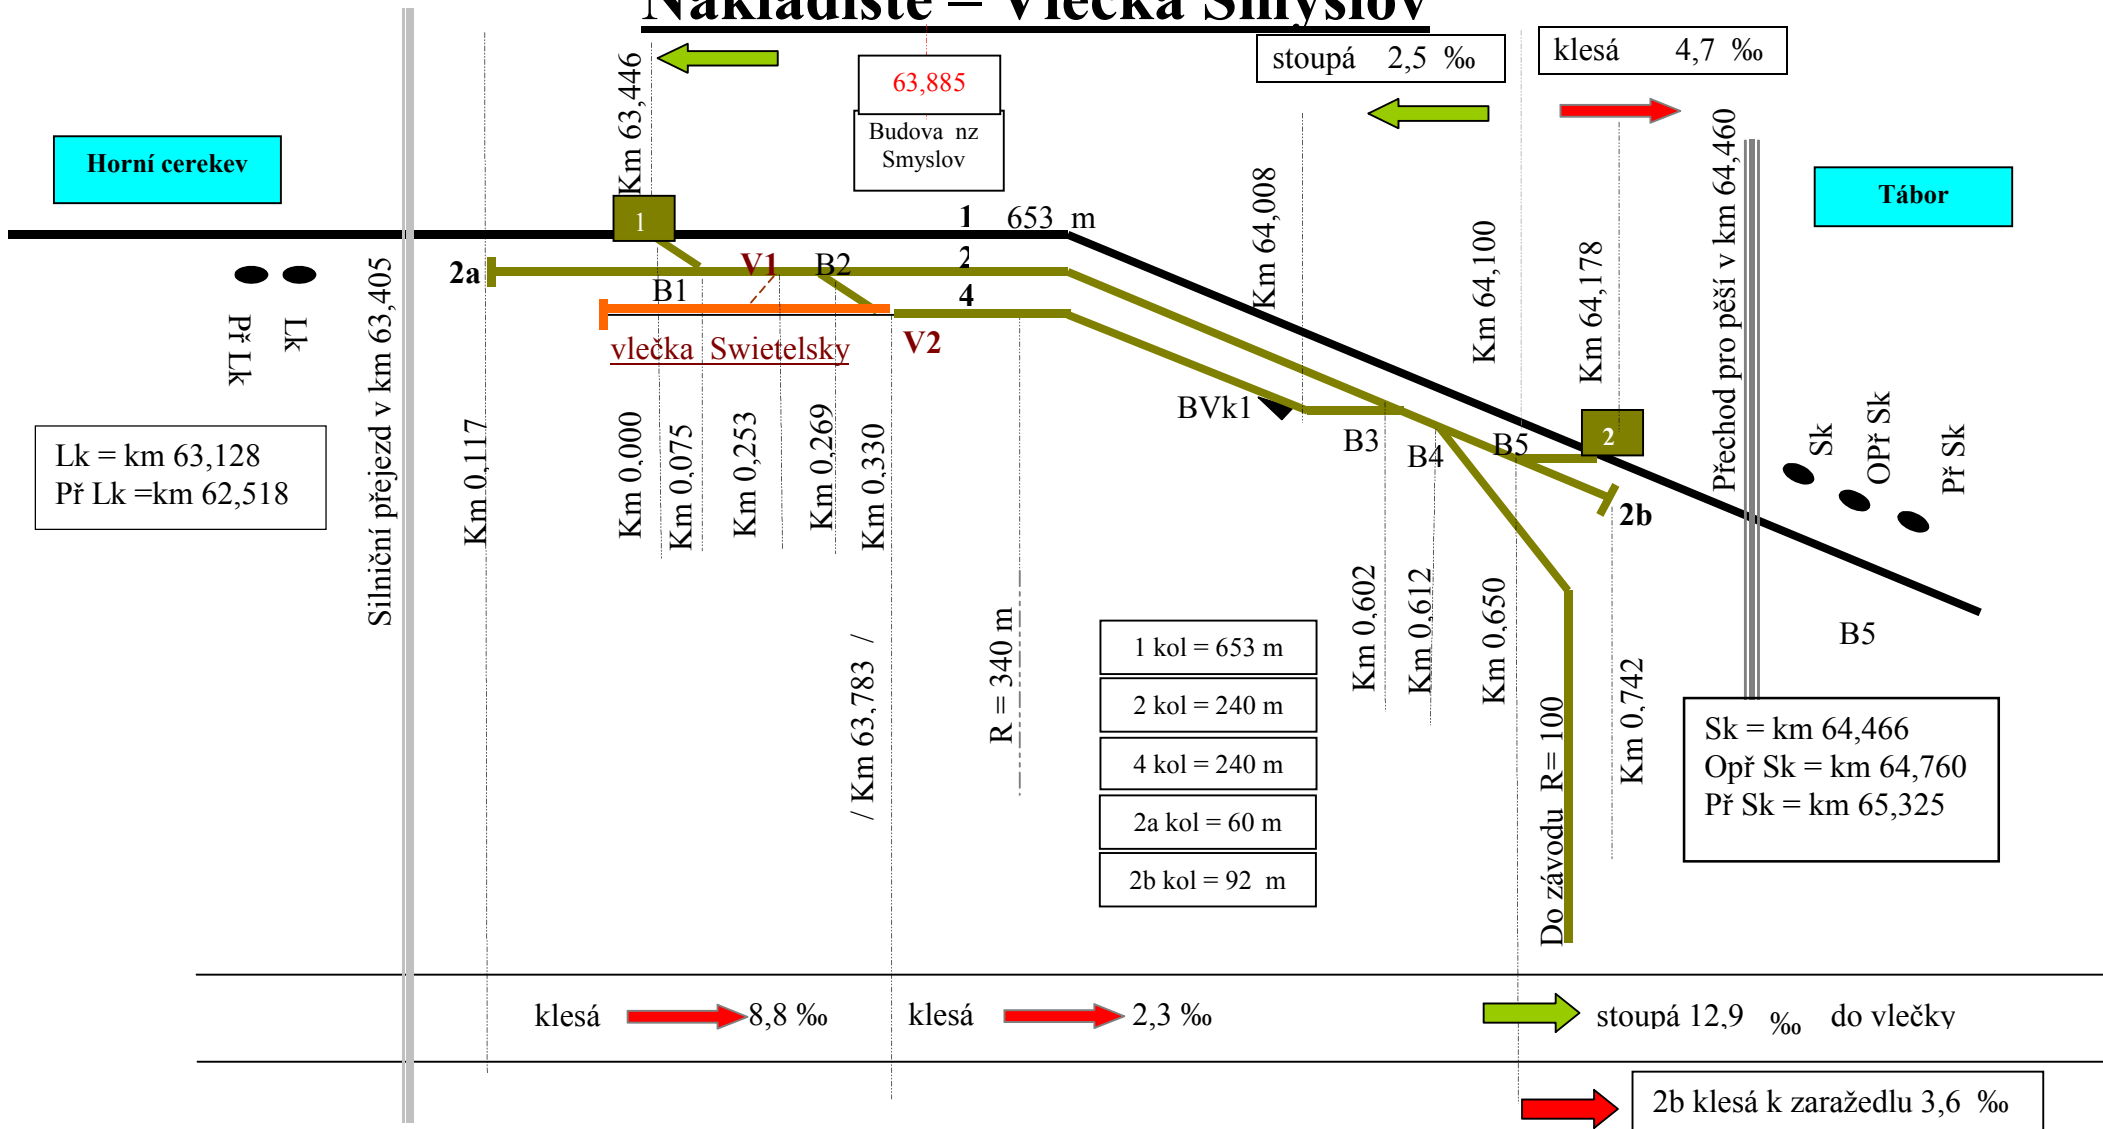 Nákladiště – Vlečka Smyslov
stoupá 2,5 ‰
klesá 4,7 ‰
63,885
Budova nz
Smyslov
Km 63,446
Horní cerekev
Tábor
Přechod pro pěší v km 64,460
Km 64,008
Km 64,100
Km 64,178
1
1 653 m
2a
V1
B2
2
B1
4
vlečka Swietelsky
V2
Př Lk
Lk
Silniční přejezd v km 63,405
Lk = km 63,128
Př Lk =km 62,518
Km 0,117
Km 0,000
Km 0,075
Km 0,253
Km 0,269
Km 0,330
/ Km 63,783 /
R = 340 m
BVk1
B3
B4
B5
2
2b
Sk
OPř Sk
Př Sk
B5
Km 0,602
Km 0,612
Km 0,650
Km 0,742
Do závodu R= 100
1 kol = 653 m
2 kol = 240 m
4 kol = 240 m
2a kol = 60 m
2b kol = 92 m
Sk = km 64,466
Opř Sk = km 64,760
Př Sk = km 65,325
klesá 8,8 ‰
klesá 2,3 ‰
stoupá 12,9 ‰ do vlečky
2b klesá k zaražedlu 3,6 ‰